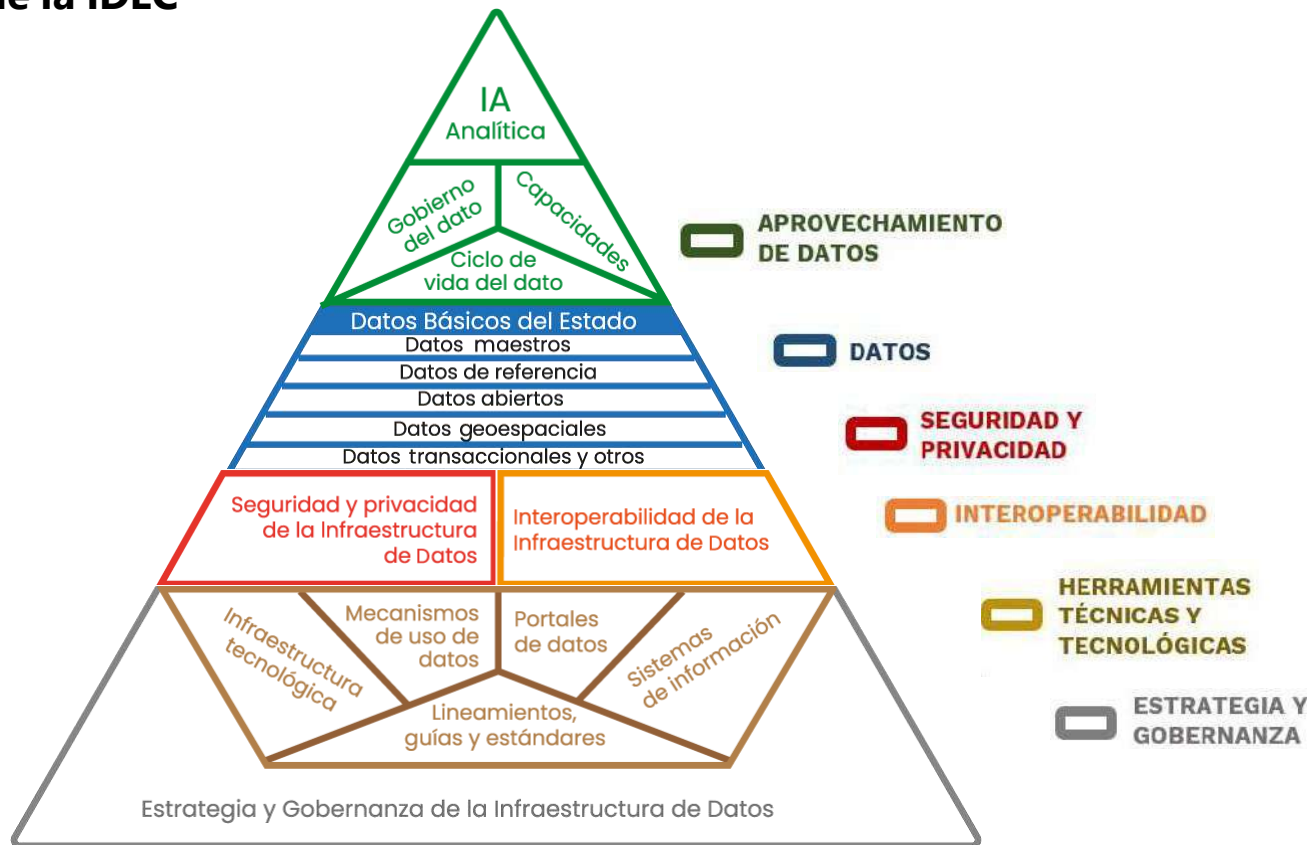 de la IDEC
IA
Analítica
Gobierno
del dato
Capacidades
Ciclo de
vida del dato
Datos Básicos del Estado
Datos maestros
Datos de referencia
Datos abiertos
Datos geoespaciales
Datos transaccionales y otros
Seguridad y privacidad
de la Infraestructura
de Datos
Interoperabilidad de la
Infraestructura de Datos
Infraestructura
tecnológica
Mecanismos
de uso de
datos
Portales
de datos
Sistemas
de información
Lineamientos,
guías y estándares
Estrategia y Gobernanza de la Infraestructura de Datos
APROVECHAMIENTO
DE DATOS
DATOS
SEGURIDAD Y
PRIVACIDAD
INTEROPERABILIDAD
HERRAMIENTAS
TÉCNICAS Y
TECNOLÓGICAS
ESTRATEGIA Y
GOBERNANZA